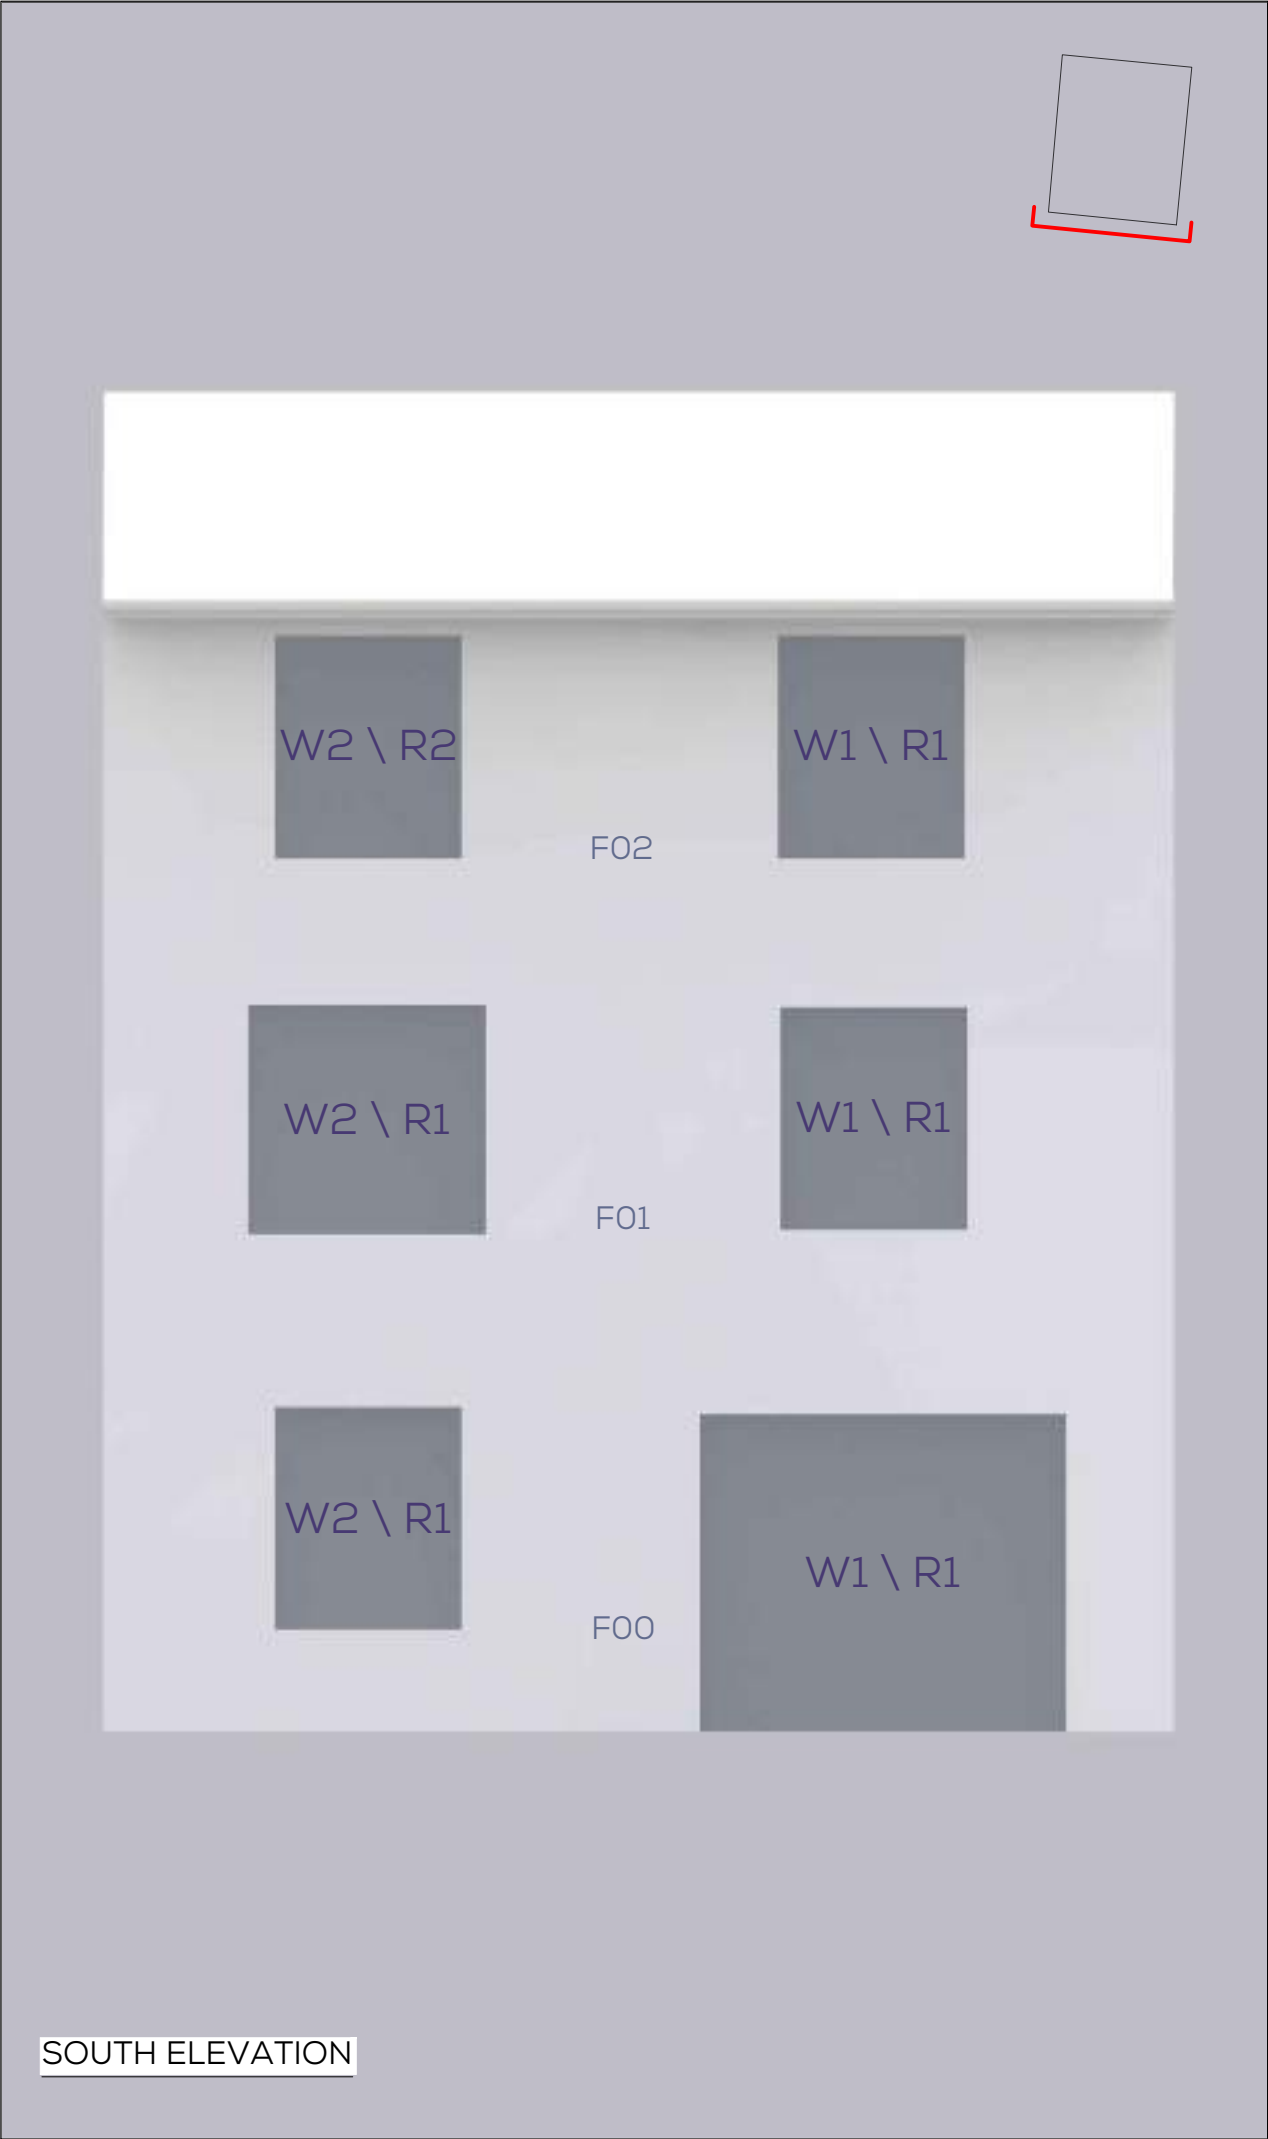 W2 \ R2
W1 \ R1
F02
W2 \ R1
W1 \ R1
F01
W2 \ R1
W1 \ R1
F00
SOUTH ELEVATION